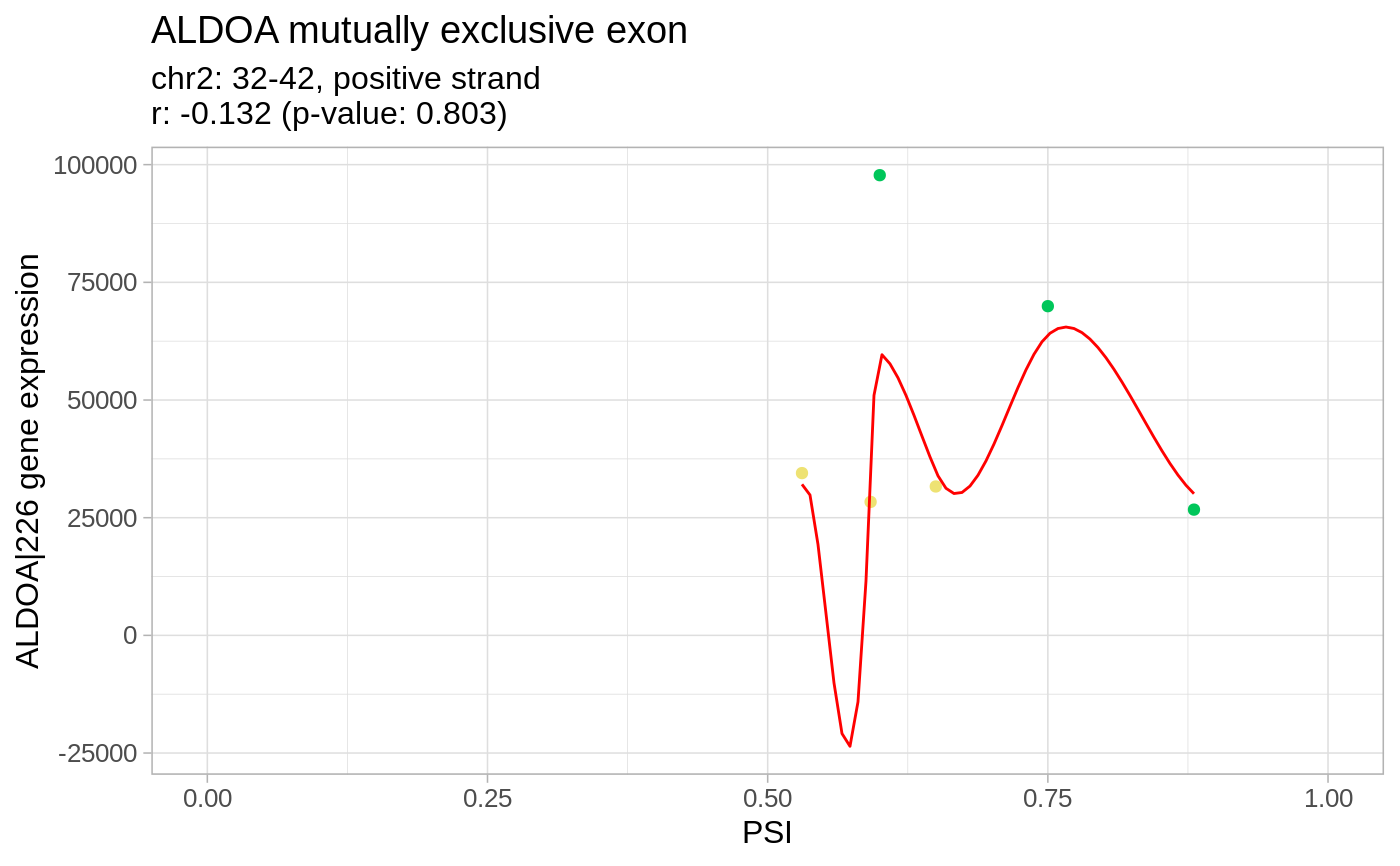 ALDOA mutually exclusive exon
chr2: 32-42, positive strand
r: -0.132 (p-value: 0.803)
ALDOA|226 gene expression
100000
75000
50000
25000
0
-25000
0.00
0.25
0.50
0.75
1.00
PSI